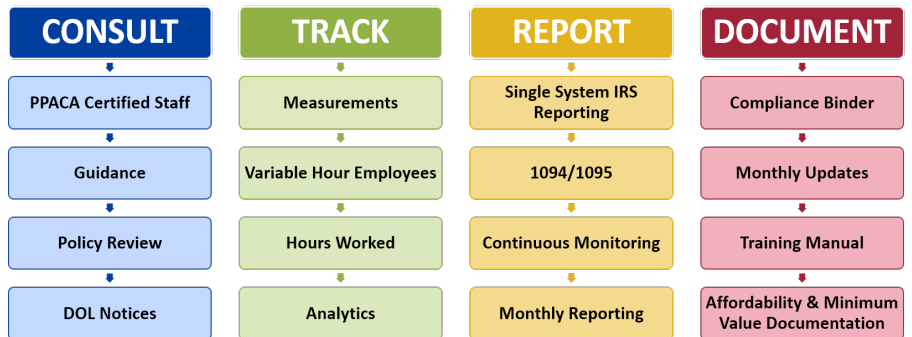 CONSULT
PPACA Certified Staff
Guidance
Policy Review
DOL Notices
TRACK
Measurements
Variable Hour Employees
Hours Worked
Analytics
REPORT
Single System IRS
Reporting
1094/1095
Continuous Monitoring
Monthly Reporting
DOCUMENT
Compliance Binder
Monthly Updates
Training Manual
Affordability & Minimum
Value Documentation